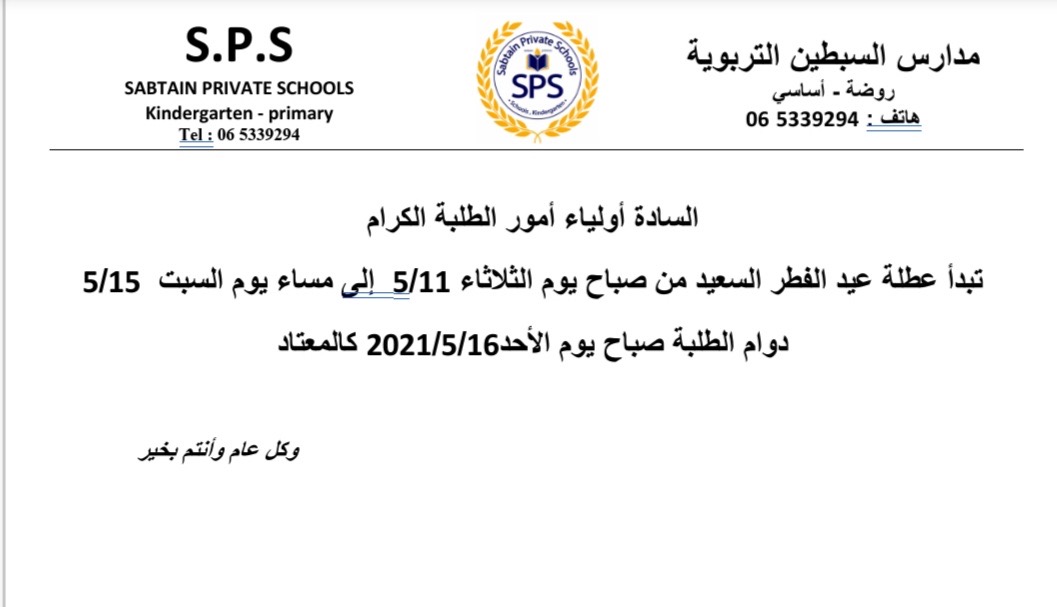 S.P.S
SABTAIN PRIVATE SCHOOLS
Kindergarten - primary
Tel : 06 5339294
Sabtain Private Schools
SPS
Schools . Kindergarten
مدارس السبطين التربوية
روضة - أساسي
هاتف : 06 5339294
السادة أولياء أمور الطلبة الكرام
تبدأ عطلة عيد الفطر السعيد من صباح يوم الثلاثاء 5/11 إلى مساء يوم السبت 5/15
دوام الطلبة صباح يوم الأحد2021/5/16 كالمعتاد
وكل عام وأنتم بخير